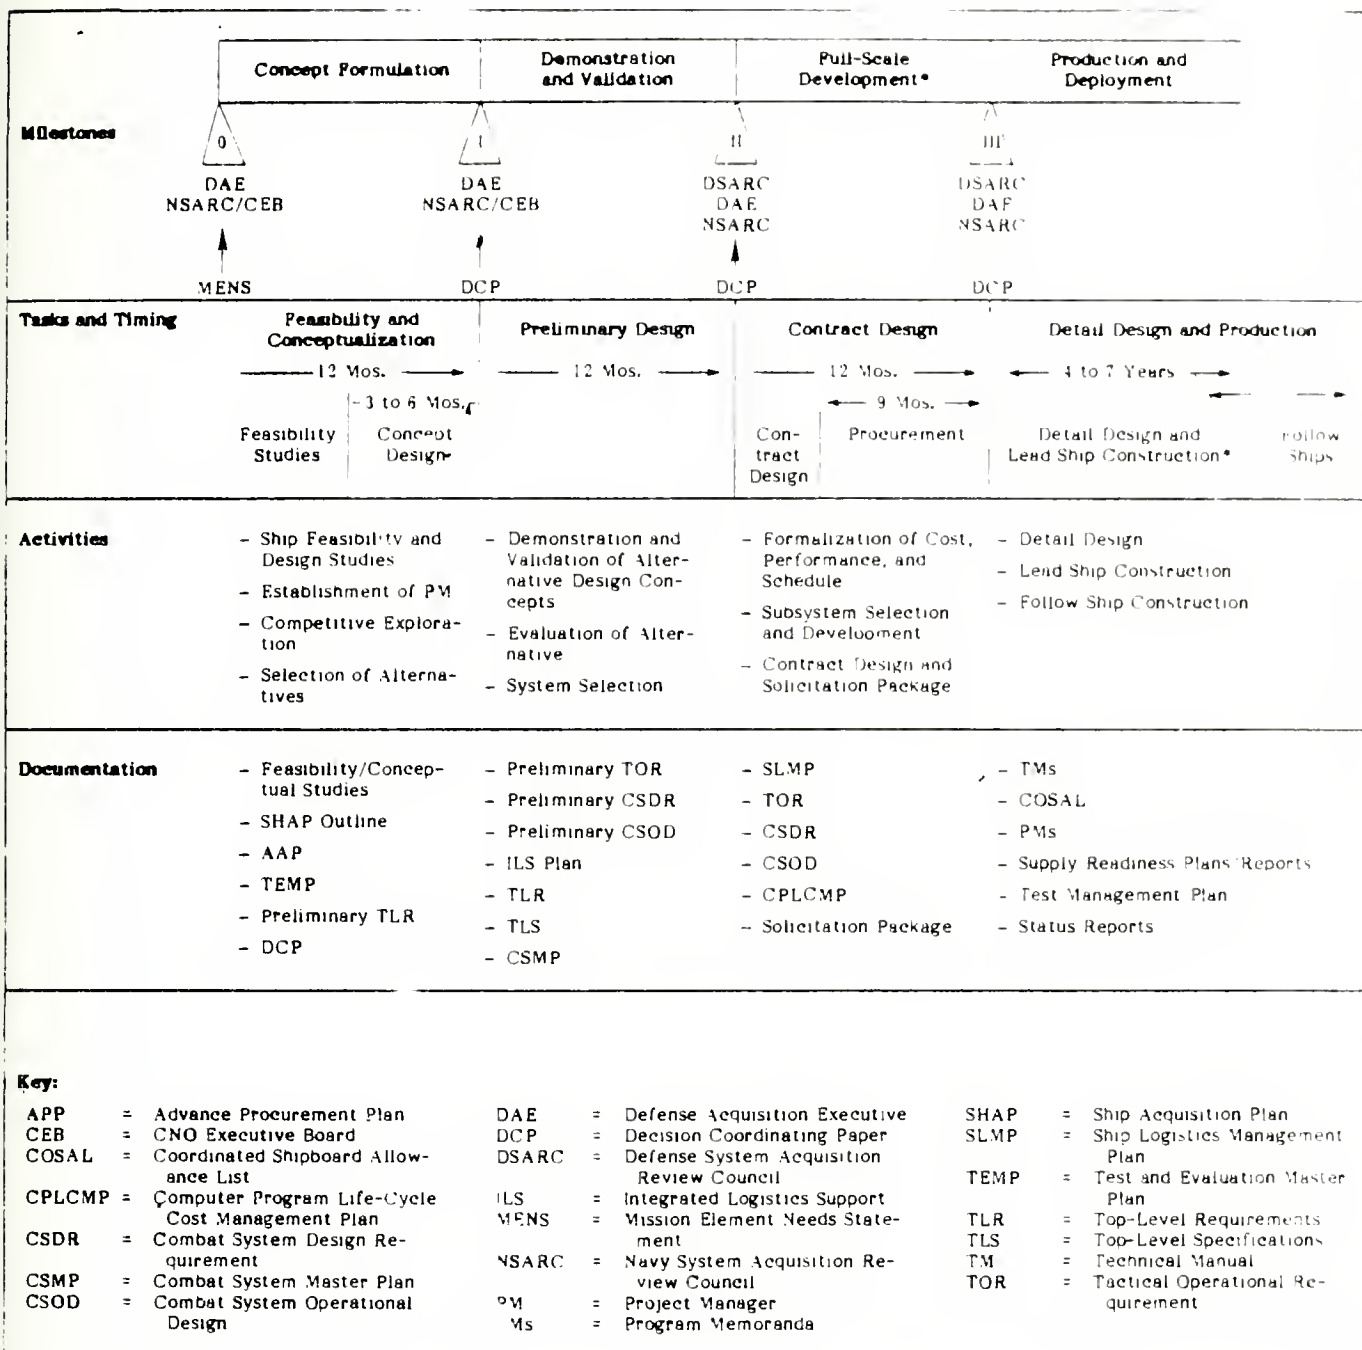 Concept Formulation
Demonstration
and Validation
Full-Scale
Development*
Production and
Deployment
Milestones
0
I
II
III
DAE
NSARC/CEB
DAE
NSARC/CEB
DSARC
DAE
NSARC
DSARC
DAE
NSARC
MENS
DCP
DCP
DCP
Tasks and Timing
Feasibility and
Conceptualization
Preliminary Design
Contract Design
Detail Design and Production
12 Mos.
12 Mos.
12 Mos.
4 to 7 Years
3 to 6 Mos.
9 Mos.
Feasibility
Studies
Concept
Design
Con-
tract
Design
Procurement
Detail Design and
Lead Ship Construction*
Follow
Ships
Activities
- Ship Feasibility and
Design Studies
- Establishment of PM
- Competitive Explora-
tion
- Selection of Alterna-
tives
- Demonstration and
Validation of Alter-
native Design Con-
cepts
- Evaluation of Alter-
native
- System Selection
- Formalization of Cost,
Performance, and
Schedule
- Subsystem Selection
and Development
- Contract Design and
Solicitation Package
- Detail Design
- Lead Ship Construction
- Follow Ship Construction
Documentation
- Feasibility/Concep-
tual Studies
- SHAP Outline
- AAP
- TEMP
- Preliminary TLR
- DCP
- Preliminary TOR
- Preliminary CSDR
- Preliminary CSOD
- ILS Plan
- TLR
- TLS
- CSMP
- SLMP
- TOR
- CSDR
- CSOD
- CPLCMP
- Solicitation Package
- TMs
- COSAL
- PMs
- Supply Readiness Plans/Reports
- Test Management Plan
- Status Reports
Key:
APP = Advance Procurement Plan
CEB = CNO Executive Board
COSAL = Coordinated Shipboard Allow-
ance List
CPLCMP = Computer Program Life-Cycle
Cost Management Plan
CSDR = Combat System Design Re-
quirement
CSMP = Combat System Master Plan
CSOD = Combat System Operational
Design
DAE = Defense Acquisition Executive
DCP = Decision Coordinating Paper
DSARC = Defense System Acquisition
Review Council
ILS = Integrated Logistics Support
MENS = Mission Element Needs State-
ment
NSARC = Navy System Acquisition Re-
view Council
PM = Project Manager
Ms = Program Memoranda
SHAP = Ship Acquisition Plan
SLMP = Ship Logistics Management
Plan
TEMP = Test and Evaluation Master
Plan
TLR = Top-Level Requirements
TLS = Top-Level Specifications
TM = Technical Manual
TOR = Tactical Operational Re-
quirement